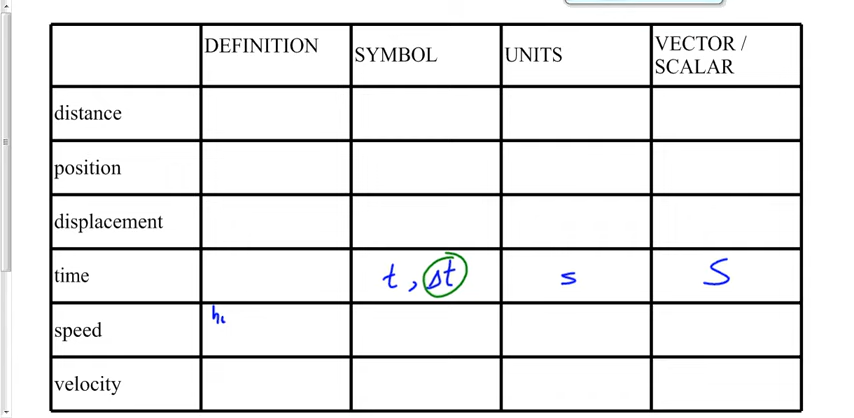 DEFINITION SYMBOL UNITS VECTOR / SCALAR
distance
position
displacement
time t, Δt s S
speed
velocity